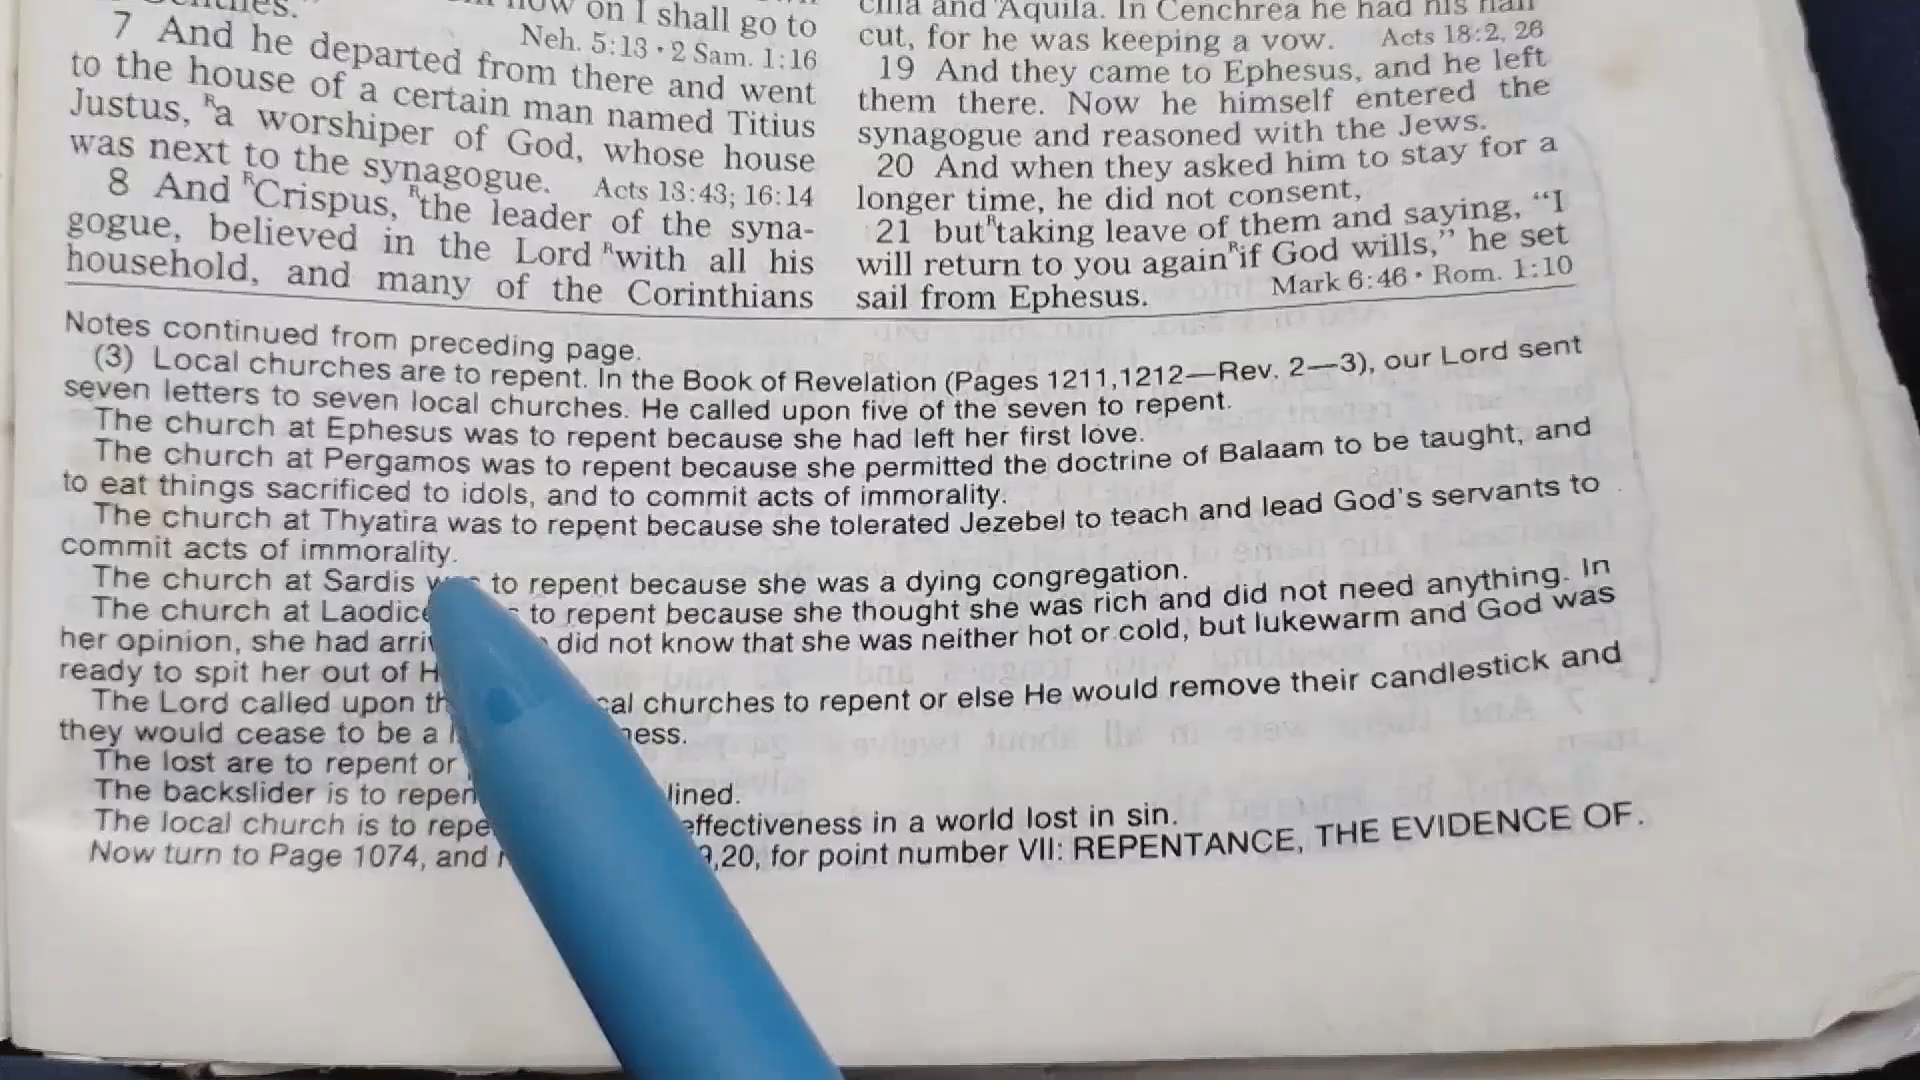 now on I shall go to
Neh. 5:13 • 2 Sam. 1:16
7 And he departed from there and went
to the house of a certain man named Titius
Justus, ᴿa worshiper of God, whose house
was next to the synagogue. Acts 13:43; 16:14
8 And ᴿCrispus, ᴿthe leader of the syna-
gogue, believed in the Lord ᴿwith all his
household, and many of the Corinthians
and Aquila. In Cenchrea he had his
cut, for he was keeping a vow. Acts 18:2, 26
19 And they came to Ephesus, and he left
them there. Now he himself entered the
synagogue and reasoned with the Jews.
20 And when they asked him to stay for a
longer time, he did not consent,
21 but ᴿtaking leave of them and saying, “I
will return to you again ᴿif God wills,” he set
sail from Ephesus. Mark 6:46 • Rom. 1:10
Notes continued from preceding page.
(3) Local churches are to repent. In the Book of Revelation (Pages 1211,1212—Rev. 2—3), our Lord sent
seven letters to seven local churches. He called upon five of the seven to repent.
The church at Ephesus was to repent because she had left her first love.
The church at Pergamos was to repent because she permitted the doctrine of Balaam to be taught, and
to eat things sacrificed to idols, and to commit acts of immorality.
The church at Thyatira was to repent because she tolerated Jezebel to teach and lead God's servants to
commit acts of immorality.
The church at Sardis was to repent because she was a dying congregation.
The church at to repent because she thought she was rich and did not need anything. In
her opinion, she had did not know that she was neither hot or cold, but lukewarm and God was
ready to spit her out of
The Lord called upon churches to repent or else He would remove their candlestick and
they would cease to be a
The lost are to repent or
The backslider is to
The local church is to effectiveness in a world lost in sin.
Now turn to Page 1074, and 20, for point number VII: REPENTANCE, THE EVIDENCE OF.